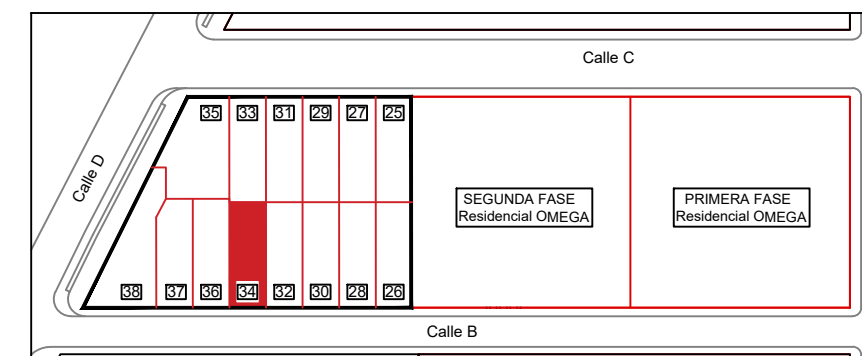 Calle C
35 33 31 29 27 25
Calle D
SEGUNDA FASE
Residencial OMEGA
PRIMERA FASE
Residencial OMEGA
38 37 36 34 32 30 28 26
Calle B